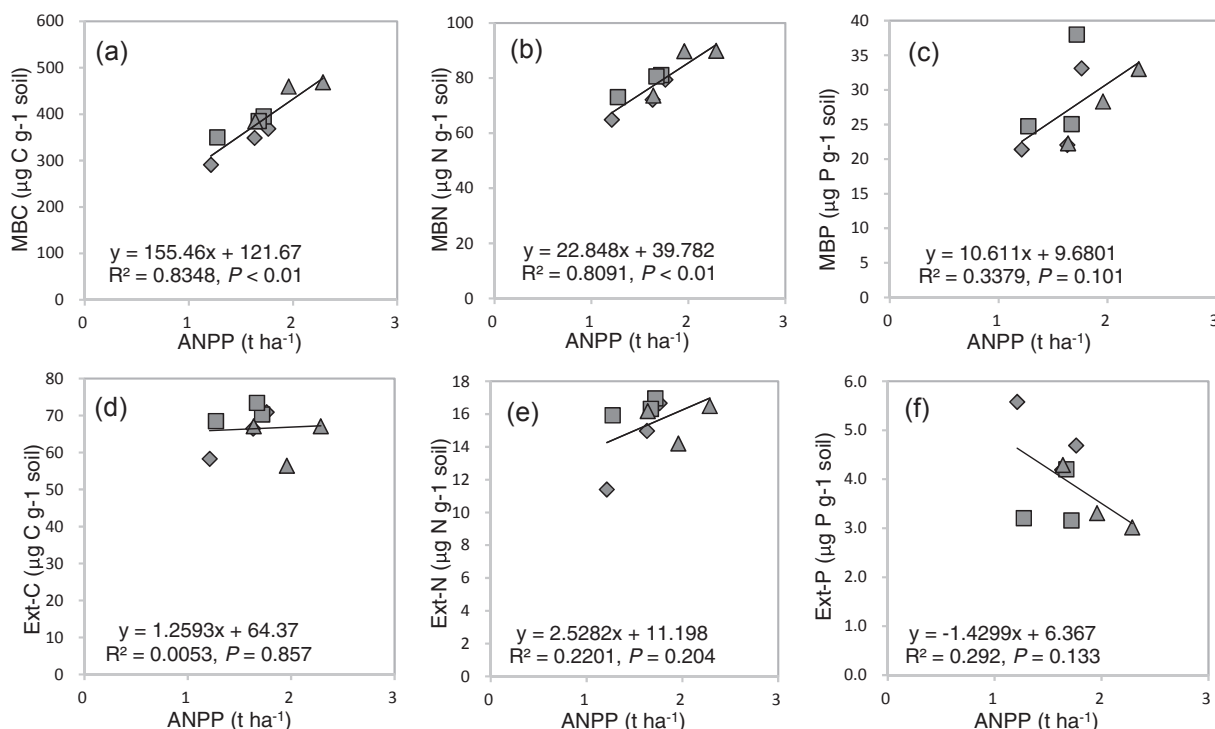 (a)
MBC (µg C g-1 soil)
600
500
400
300
200
100
0
y = 155.46x + 121.67
R² = 0.8348, P < 0.01
0 1 2 3
ANPP (t ha⁻¹)
(b)
MBN (µg N g-1 soil)
100
80
60
40
20
0
y = 22.848x + 39.782
R² = 0.8091, P < 0.01
0 1 2 3
ANPP (t ha⁻¹)
(c)
MBP (µg P g-1 soil)
40
35
30
25
20
15
10
5
0
y = 10.611x + 9.6801
R² = 0.3379, P = 0.101
0 1 2 3
ANPP (t ha⁻¹)
(d)
Ext-C (µg C g-1 soil)
80
70
60
50
40
30
20
10
0
y = 1.2593x + 64.37
R² = 0.0053, P = 0.857
0 1 2 3
ANPP (t ha⁻¹)
(e)
Ext-N (µg N g-1 soil)
18
16
14
12
10
8
6
4
2
0
y = 2.5282x + 11.198
R² = 0.2201, P = 0.204
0 1 2 3
ANPP (t ha⁻¹)
(f)
Ext-P (µg P g-1 soil)
6.0
5.0
4.0
3.0
2.0
1.0
0.0
y = -1.4299x + 6.367
R² = 0.292, P = 0.133
0 1 2 3
ANPP (t ha⁻¹)